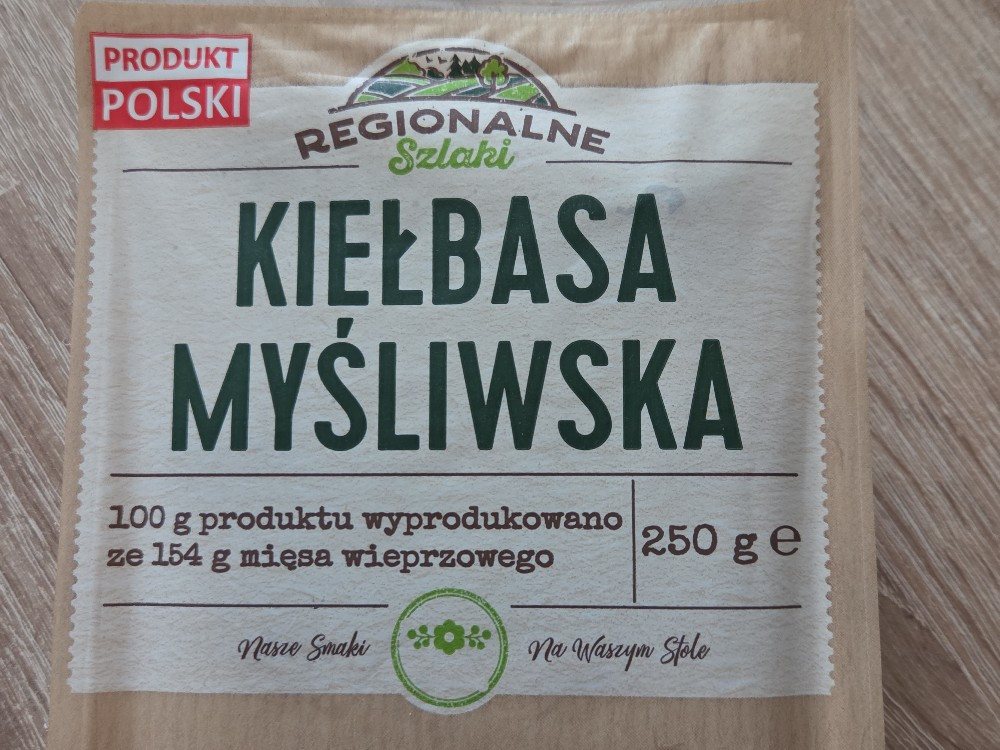 PRODUKT
POLSKI
REGIONALNE
Szlaki
KIEŁBASA
MYŚLIWSKA
100 g produktu wyprodukowano
ze 154 g mięsa wieprzowego
250 g ℮
Nasze Smaki
Na Waszym Stole